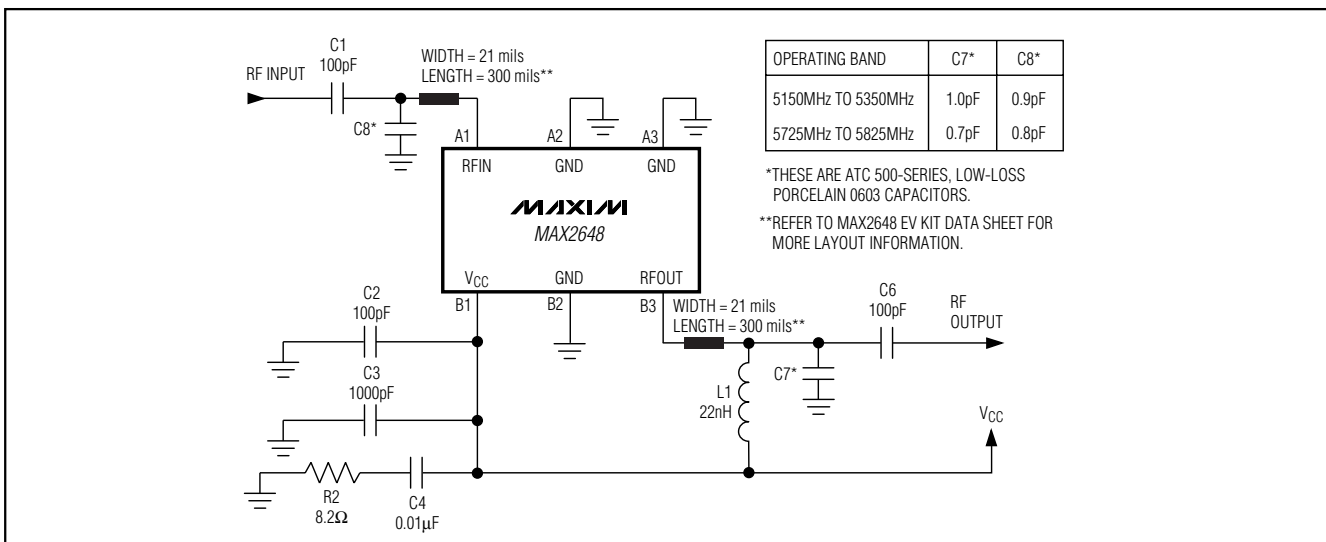 C1
100pF
RF INPUT
WIDTH = 21 mils
LENGTH = 300 mils**
C8*
A1
A2
A3
RFIN
GND
GND
MAXIM
MAX2648
VCC
GND
RFOUT
B1
B2
B3
OPERATING BAND C7* C8*
5150MHz TO 5350MHz 1.0pF 0.9pF
5725MHz TO 5825MHz 0.7pF 0.8pF
*THESE ARE ATC 500-SERIES, LOW-LOSS
PORCELAIN 0603 CAPACITORS.
**REFER TO MAX2648 EV KIT DATA SHEET FOR
MORE LAYOUT INFORMATION.
C2
100pF
C3
1000pF
R2
8.2Ω
C4
0.01µF
WIDTH = 21 mils
LENGTH = 300 mils**
C6
100pF
RF
OUTPUT
L1
22nH
C7*
VCC